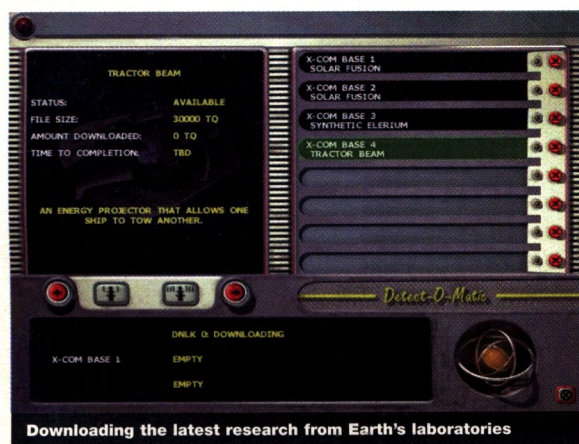 TRACTOR BEAM
STATUS: AVAILABLE
FILE SIZE: 30000 TQ
AMOUNT DOWNLOADED: 0 TQ
TIME TO COMPLETION: TBD
AN ENERGY PROJECTOR THAT ALLOWS ONE
SHIP TO TOW ANOTHER.
X-COM BASE 1
SOLAR FUSION
X-COM BASE 2
SOLAR FUSION
X-COM BASE 3
SYNTHETIC ELERIUM
X-COM BASE 4
TRACTOR BEAM
Detect-O-Matic
DNLK 0: DOWNLOADING
X-COM BASE 1 EMPTY
EMPTY
Downloading the latest research from Earth's laboratories